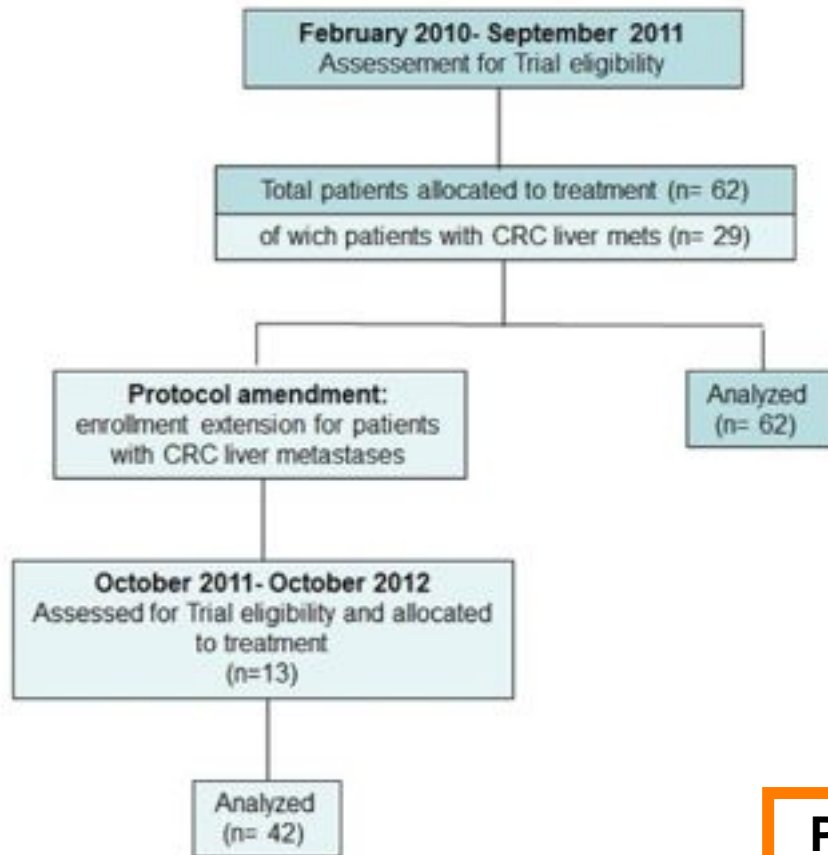 February 2010- September 2011
Assessement for Trial eligibility
Total patients allocated to treatment (n= 62)
of wich patients with CRC liver mets (n= 29)
Protocol amendment:
enrollment extension for patients
with CRC liver metastases
Analyzed
(n= 62)
October 2011- October 2012
Assessed for Trial eligibility and allocated
to treatment
(n=13)
Analyzed
(n= 42)